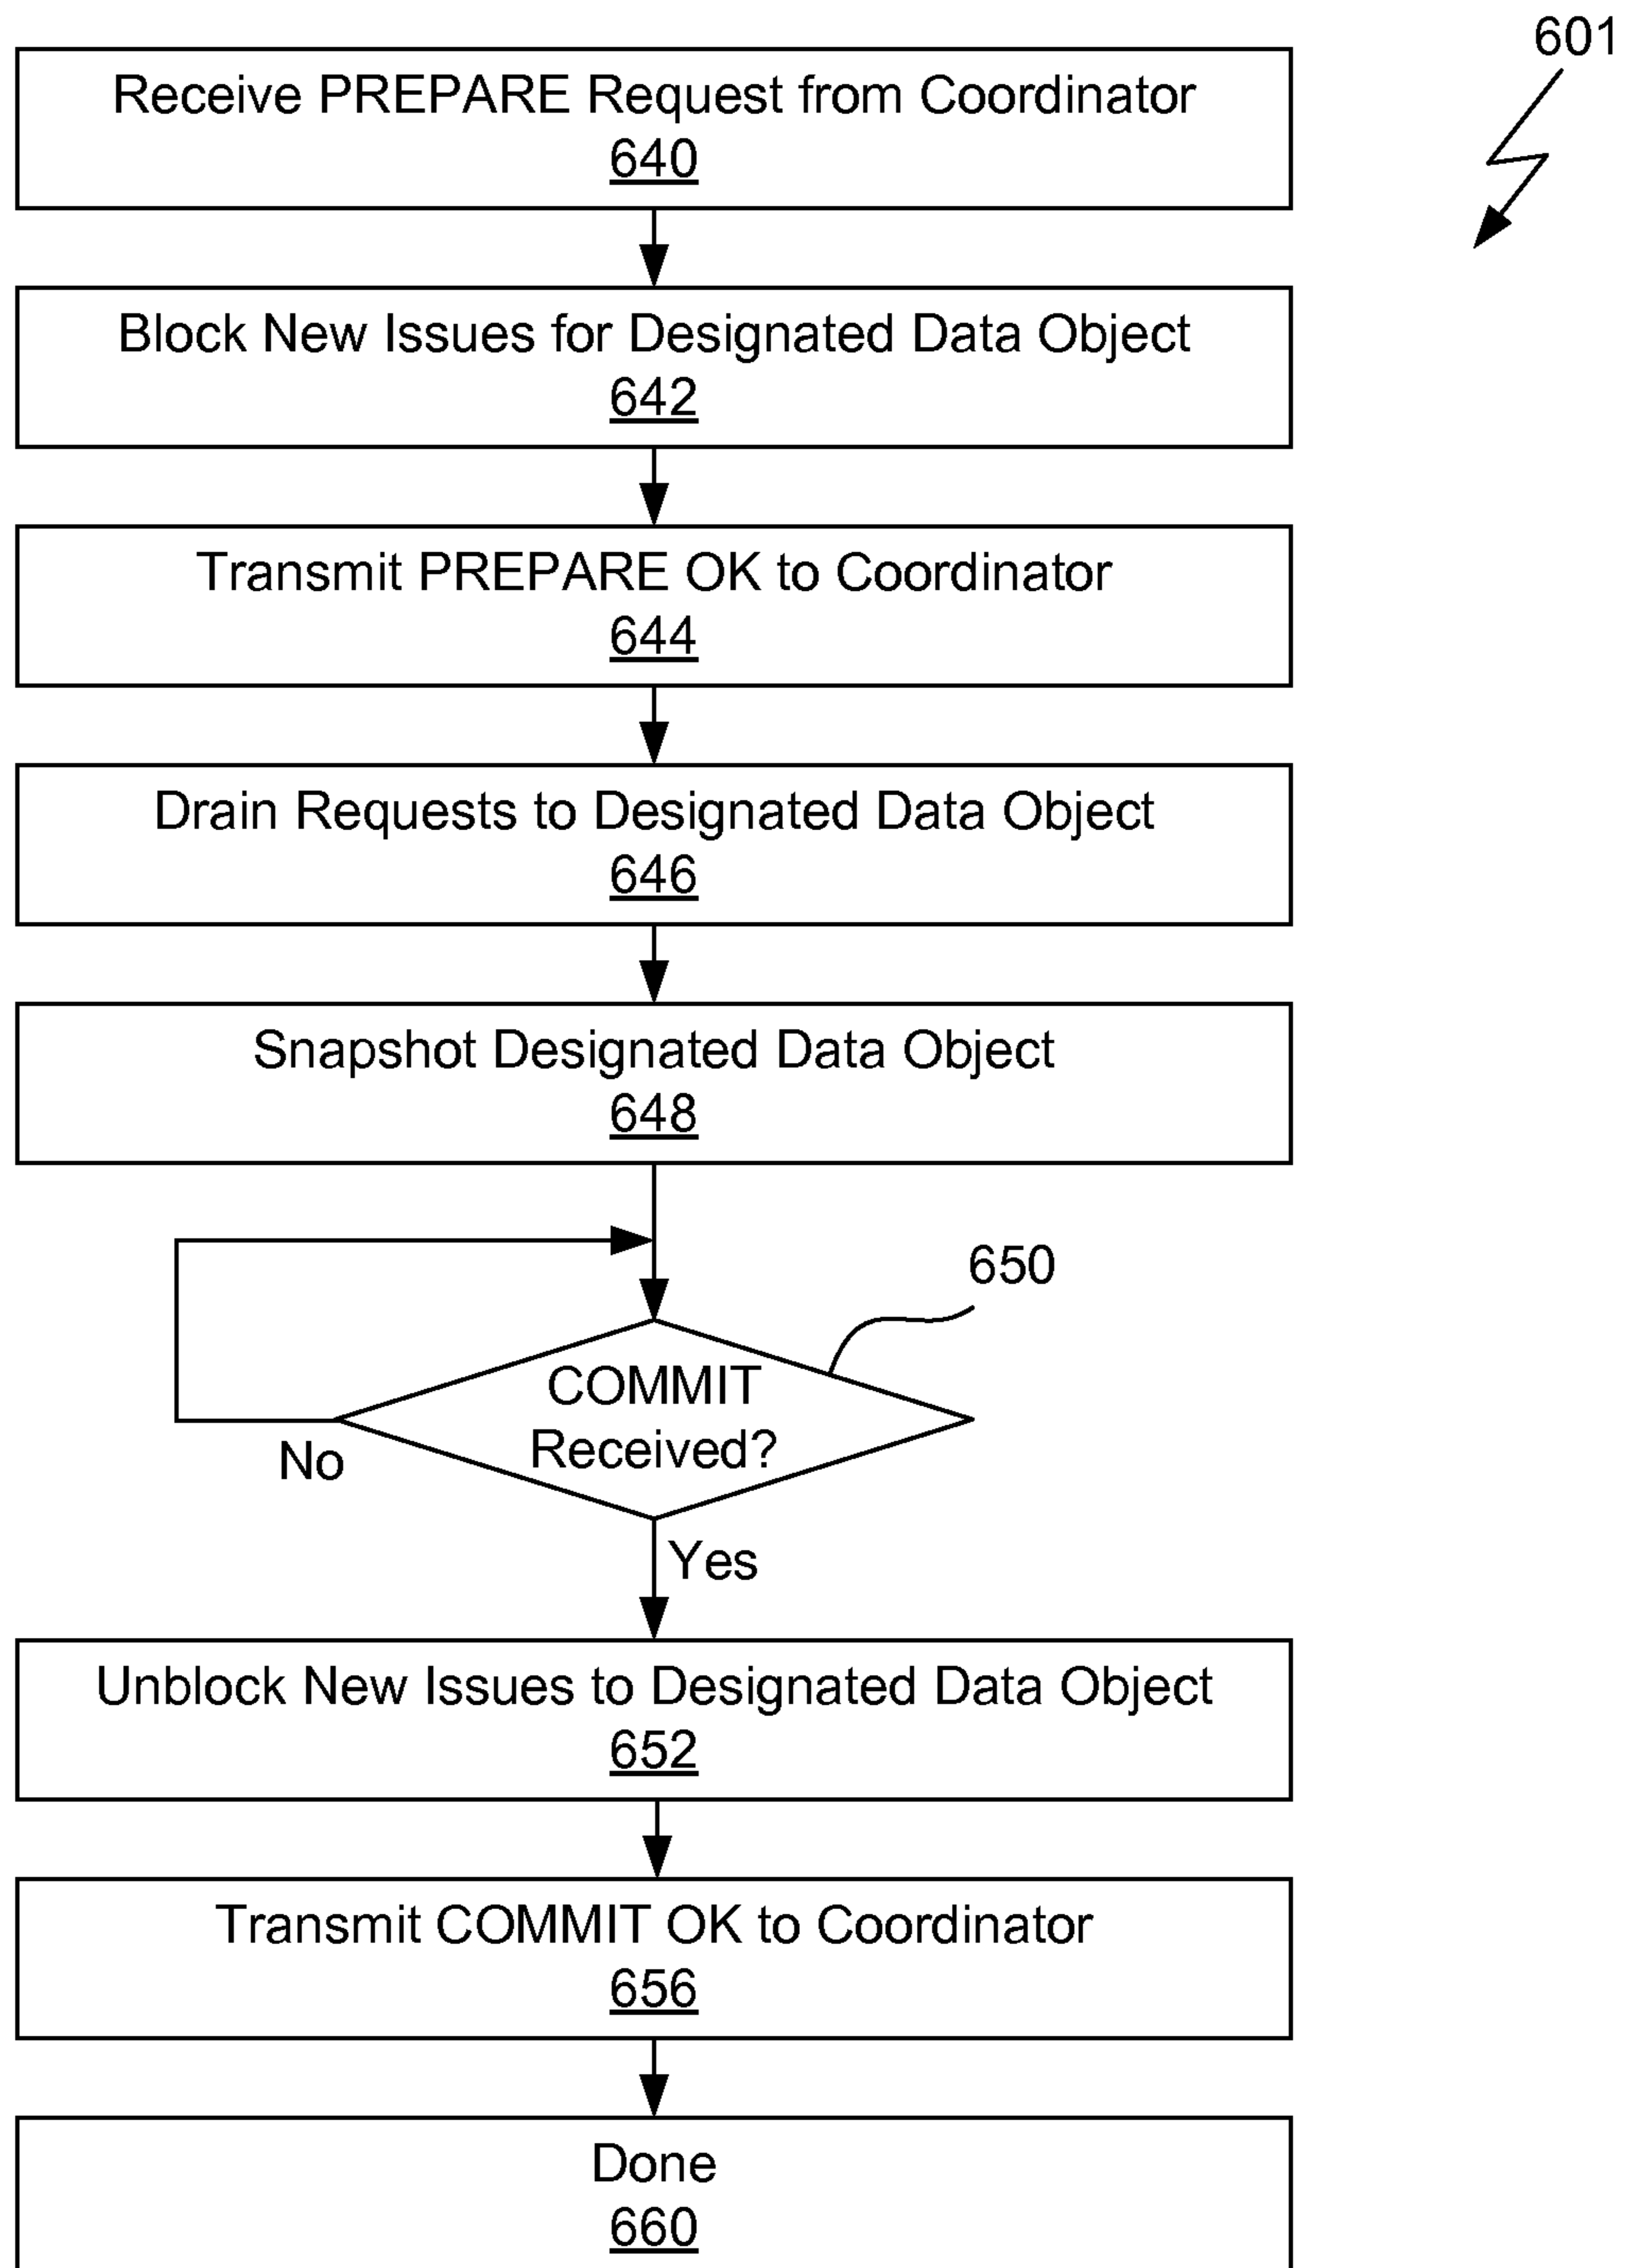 601
Receive PREPARE Request from Coordinator
640
Block New Issues for Designated Data Object
642
Transmit PREPARE OK to Coordinator
644
Drain Requests to Designated Data Object
646
Snapshot Designated Data Object
648
650
COMMIT
Received?
No
Yes
Unblock New Issues to Designated Data Object
652
Transmit COMMIT OK to Coordinator
656
Done
660